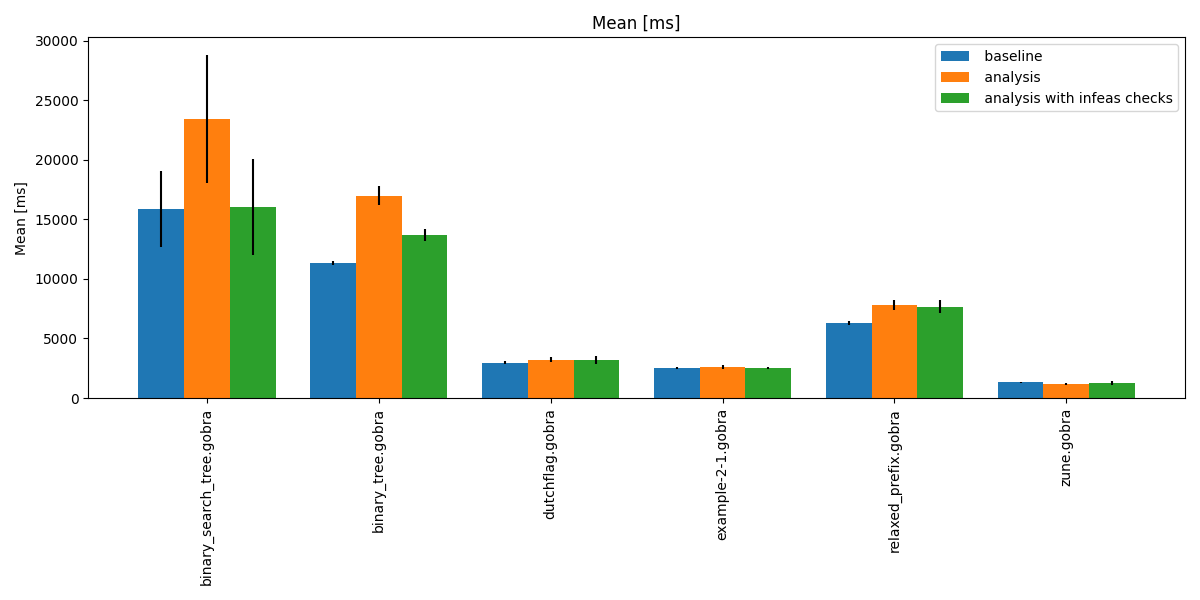 Mean [ms]
30000
25000
20000
15000
10000
5000
0
Mean [ms]
baseline
analysis
analysis with infeas checks
binary_search_tree.gobra
binary_tree.gobra
dutchflag.gobra
example-2-1.gobra
relaxed_prefix.gobra
zune.gobra